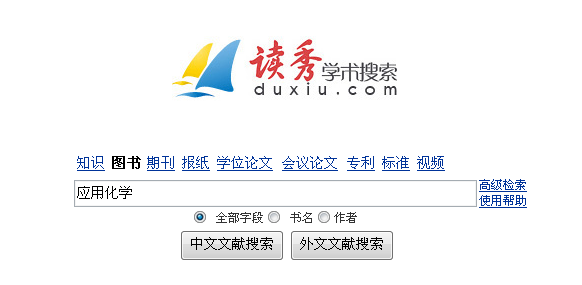 读秀学术搜索
duxiu.com
知识 图书 期刊 报纸 学位论文 会议论文 专利 标准 视频
应用化学
高级检索
使用帮助
全部字段 书名 作者
中文文献搜索 外文文献搜索